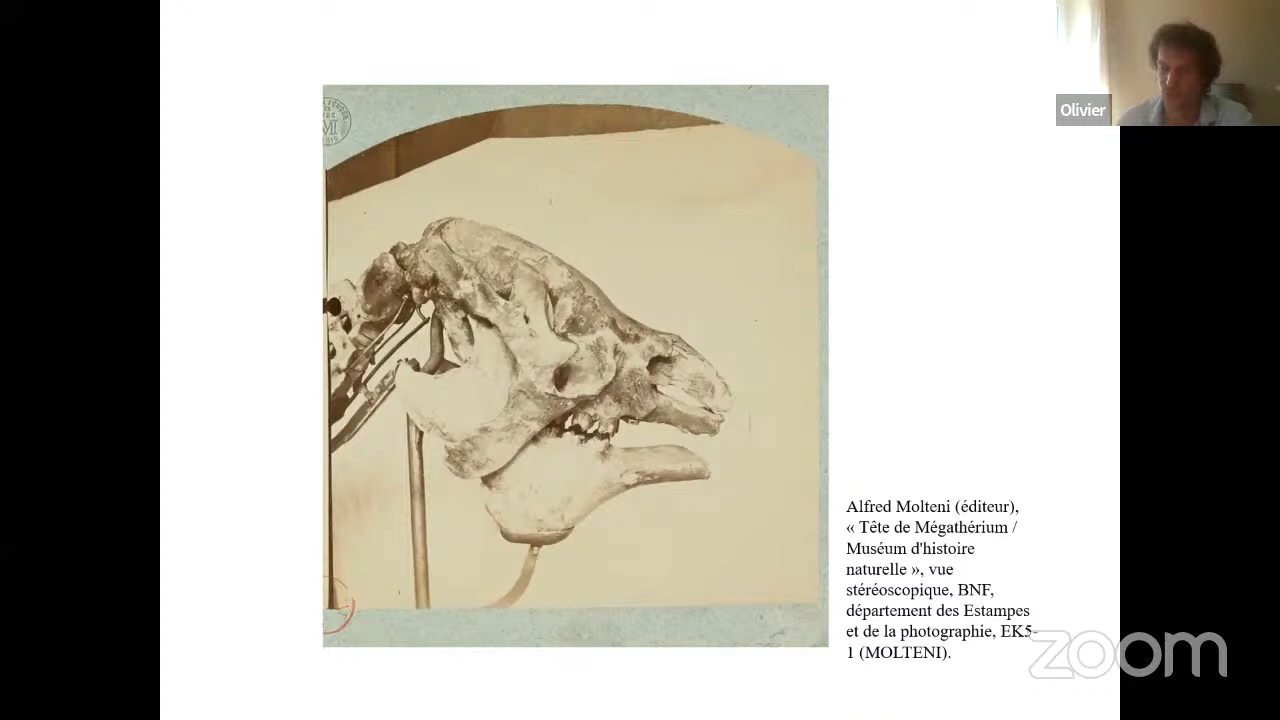 Olivier
Alfred Molteni (éditeur),
« Tête de Mégathérium /
Muséum d'histoire
naturelle », vue
stéréoscopique, BNF,
département des Estampes
et de la photographie, EK5-
1 (MOLTENI).
zoom